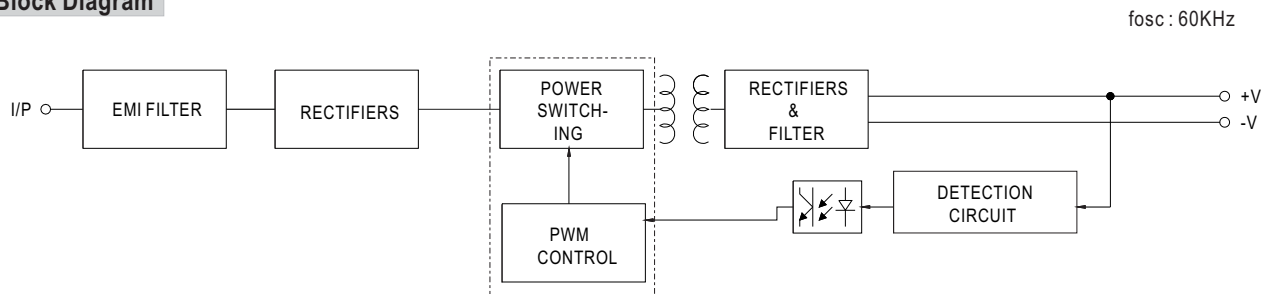 Block Diagram
fosc : 60KHz
I/P
EMI FILTER
RECTIFIERS
POWER
SWITCH-
ING
RECTIFIERS
&
FILTER
+V
-V
DETECTION
CIRCUIT
PWM
CONTROL